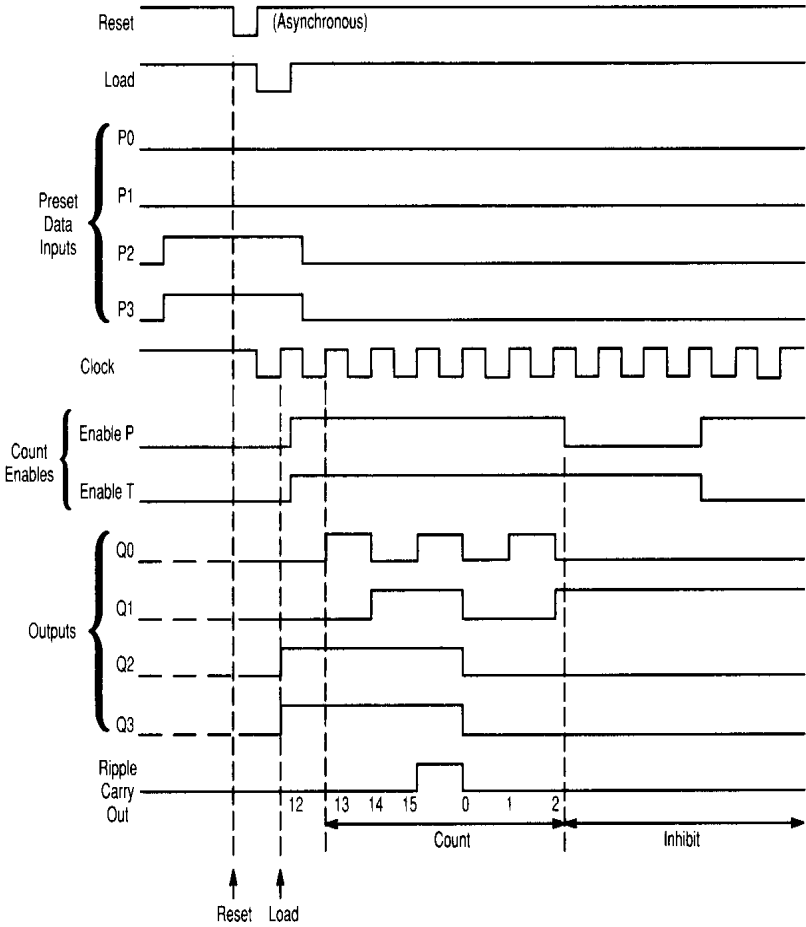 Reset
(Asynchronous)
Load
P0
P1
Preset
Data
Inputs
P2
P3
Clock
Count
Enables
Enable P
Enable T
Outputs
Q0
Q1
Q2
Q3
Ripple
Carry
Out
12 13 14 15 0 1 2
Count Inhibit
Reset Load